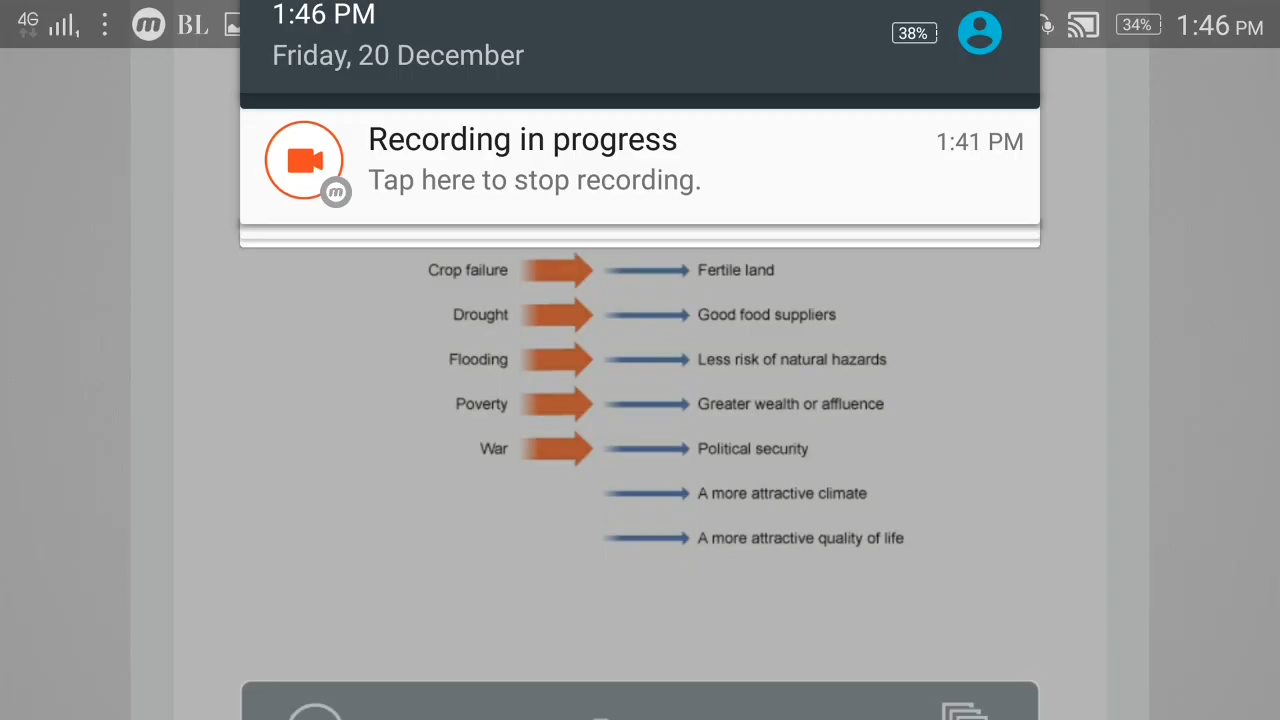 4G BL 34% 1:46 PM
1:46 PM
38%
Friday, 20 December
Recording in progress 1:41 PM
Tap here to stop recording.
Crop failure Fertile land
Drought Good food suppliers
Flooding Less risk of natural hazards
Poverty Greater wealth or affluence
War Political security
A more attractive climate
A more attractive quality of life